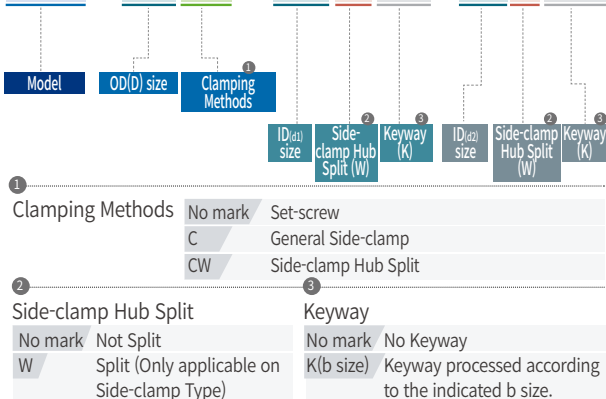 Model
OD(D) size
1
Clamping
Methods
ID(d1)
size
2
Side-
clamp Hub
Split (W)
3
Keyway
(K)
ID(d2)
size
2
Side-clamp
Hub Split
(W)
3
Keyway
(K)
1
Clamping Methods
No mark Set-screw
C General Side-clamp
CW Side-clamp Hub Split
2
Side-clamp Hub Split
No mark Not Split
W Split (Only applicable on
Side-clamp Type)
3
Keyway
No mark No Keyway
K(b size) Keyway processed according
to the indicated b size.